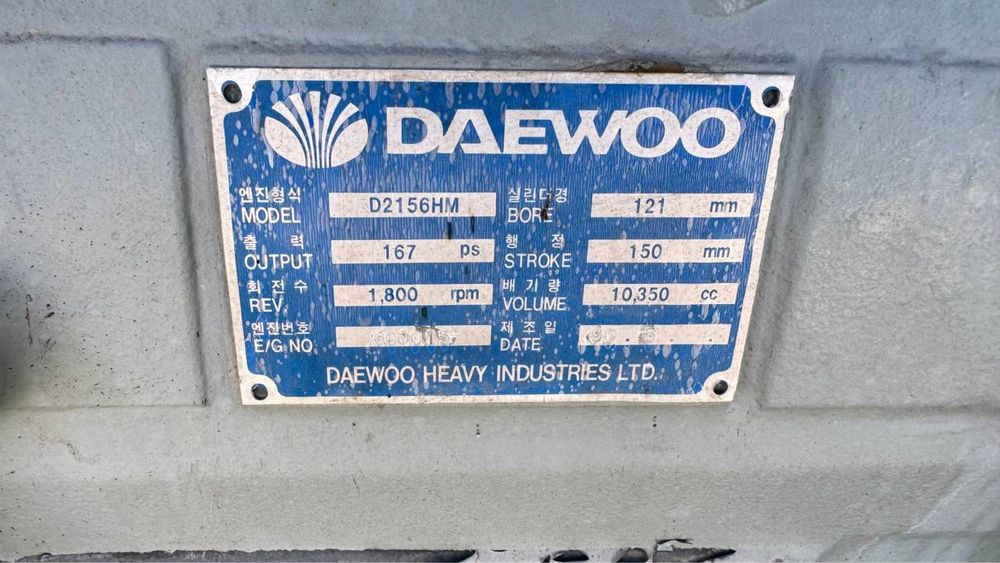 DAEWOO
엔진형식 실린더경
MODEL D2156HM BORE 121 mm
출 력 행 정
OUTPUT 167 ps STROKE 150 mm
회 전 수 배 기 량
REV. 1,800 rpm VOLUME 10,350 cc
엔진번호 제 조 일
E/G NO. DATE
DAEWOO HEAVY INDUSTRIES LTD.